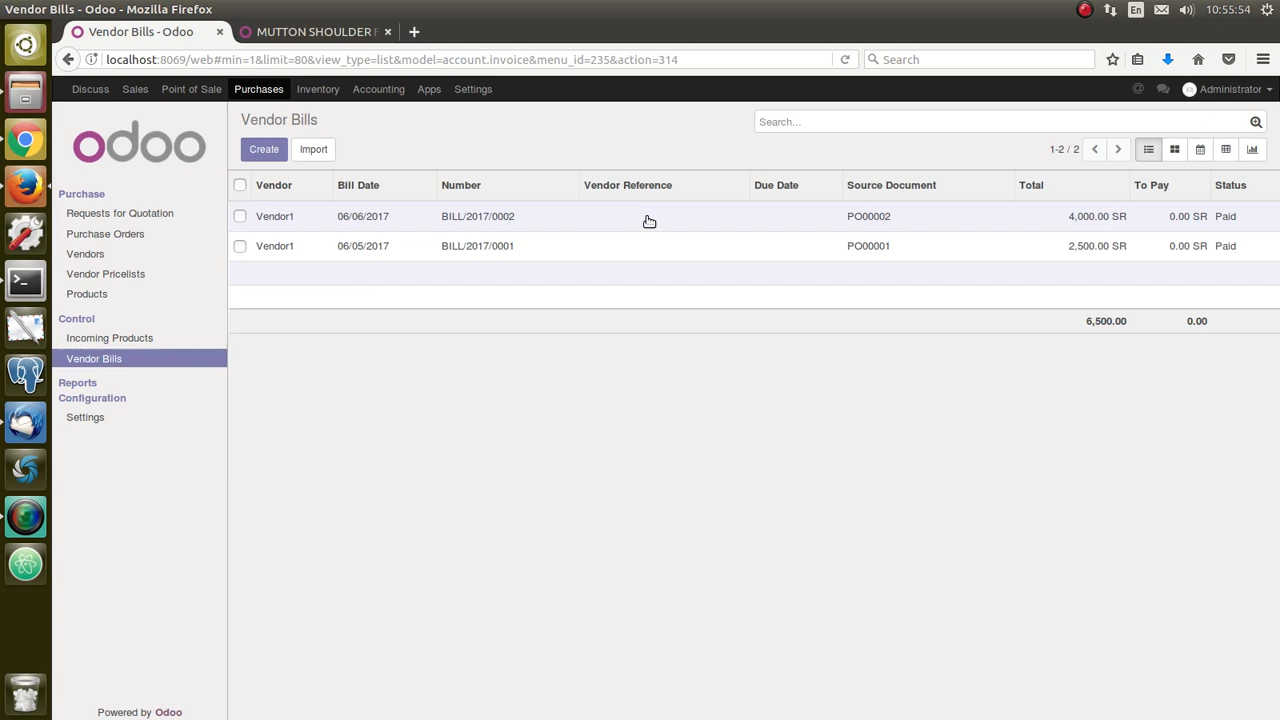 Vendor Bills - Odoo - Mozilla Firefox
En
10:55:54
Vendor Bills - Odoo
MUTTON SHOULDER
localhost:8069/web#min=1&limit=80&view_type=list&model=account.invoice&menu_id=235&action=314
Search
Discuss Sales Point of Sale Purchases Inventory Accounting Apps Settings
Administrator
odoo
Purchase
Requests for Quotation
Purchase Orders
Vendors
Vendor Pricelists
Products
Control
Incoming Products
Vendor Bills
Reports
Configuration
Settings
Powered by Odoo
Vendor Bills
Search...
Create
Import
1-2 / 2
Vendor Bill Date Number Vendor Reference Due Date Source Document Total To Pay Status
Vendor1 06/06/2017 BILL/2017/0002 PO00002 4,000.00 SR 0.00 SR Paid
Vendor1 06/05/2017 BILL/2017/0001 PO00001 2,500.00 SR 0.00 SR Paid
6,500.00 0.00